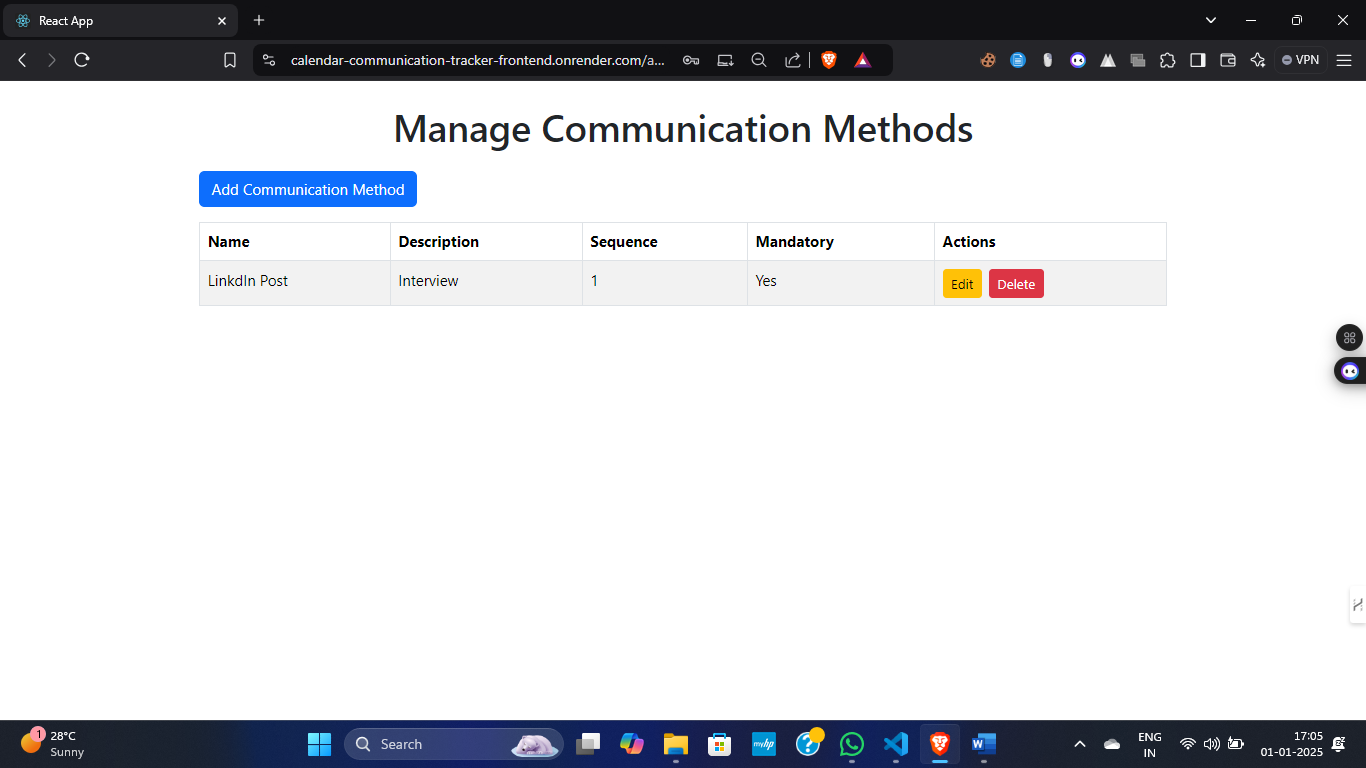 React App
calendar-communication-tracker-frontend.onrender.com/a...
VPN
Manage Communication Methods
Add Communication Method
Name Description Sequence Mandatory Actions
LinkdIn Post Interview 1 Yes Edit Delete
1
28°C
Sunny
Search
myhp
ENG
IN
17:05
01-01-2025